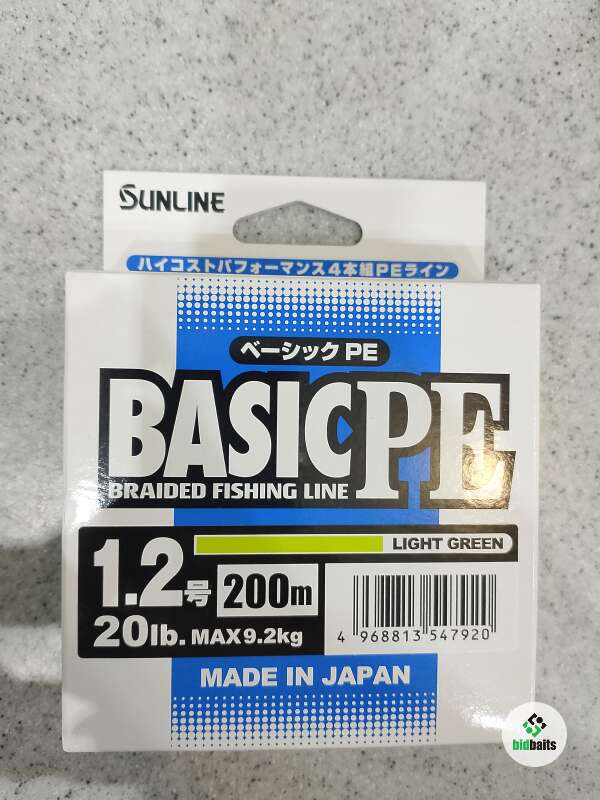 SUNLINE
ハイコストパフォーマンス4本組PEライン
ベーシックPE
BASIC PE
BRAIDED FISHING LINE
LIGHT GREEN
1.2号 200m
20lb. MAX9.2kg
4 968813 547920
MADE IN JAPAN
bidbaits